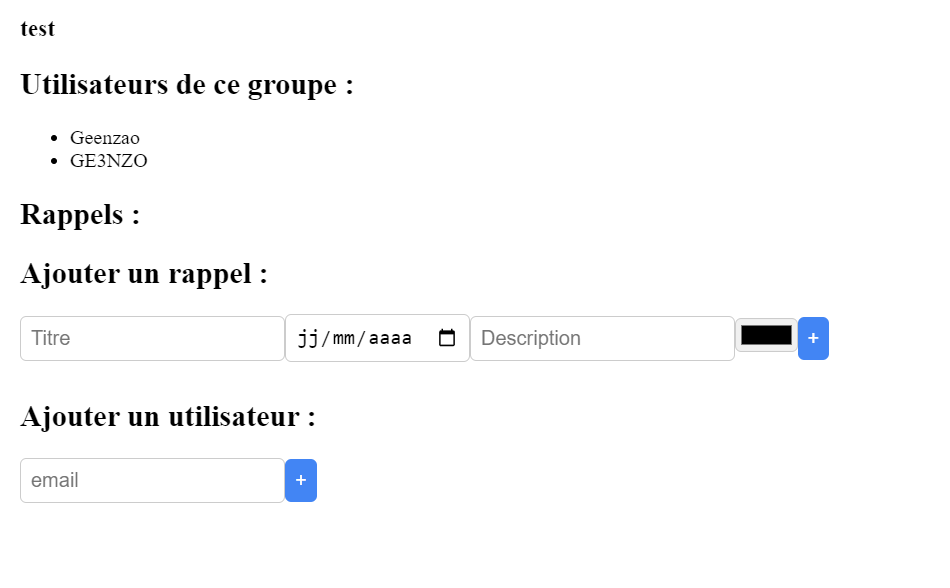 test
Utilisateurs de ce groupe :
Geenzao
GE3NZO
Rappels :
Ajouter un rappel :
Titre jj/mm/aaaa Description +
Ajouter un utilisateur :
email +